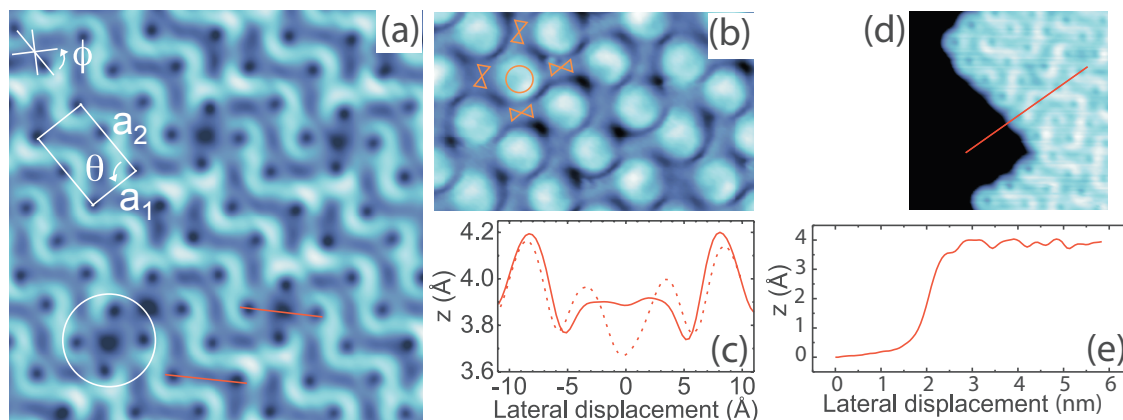 (a)
ϕ
a2
θ
a1
(b)
4.2
4.0
3.8
3.6
z (Å)
-10 -5 0 5 10
Lateral displacement (Å)
(c)
(d)
4
3
2
1
0
z (Å)
0 1 2 3 4 5 6
Lateral displacement (nm)
(e)